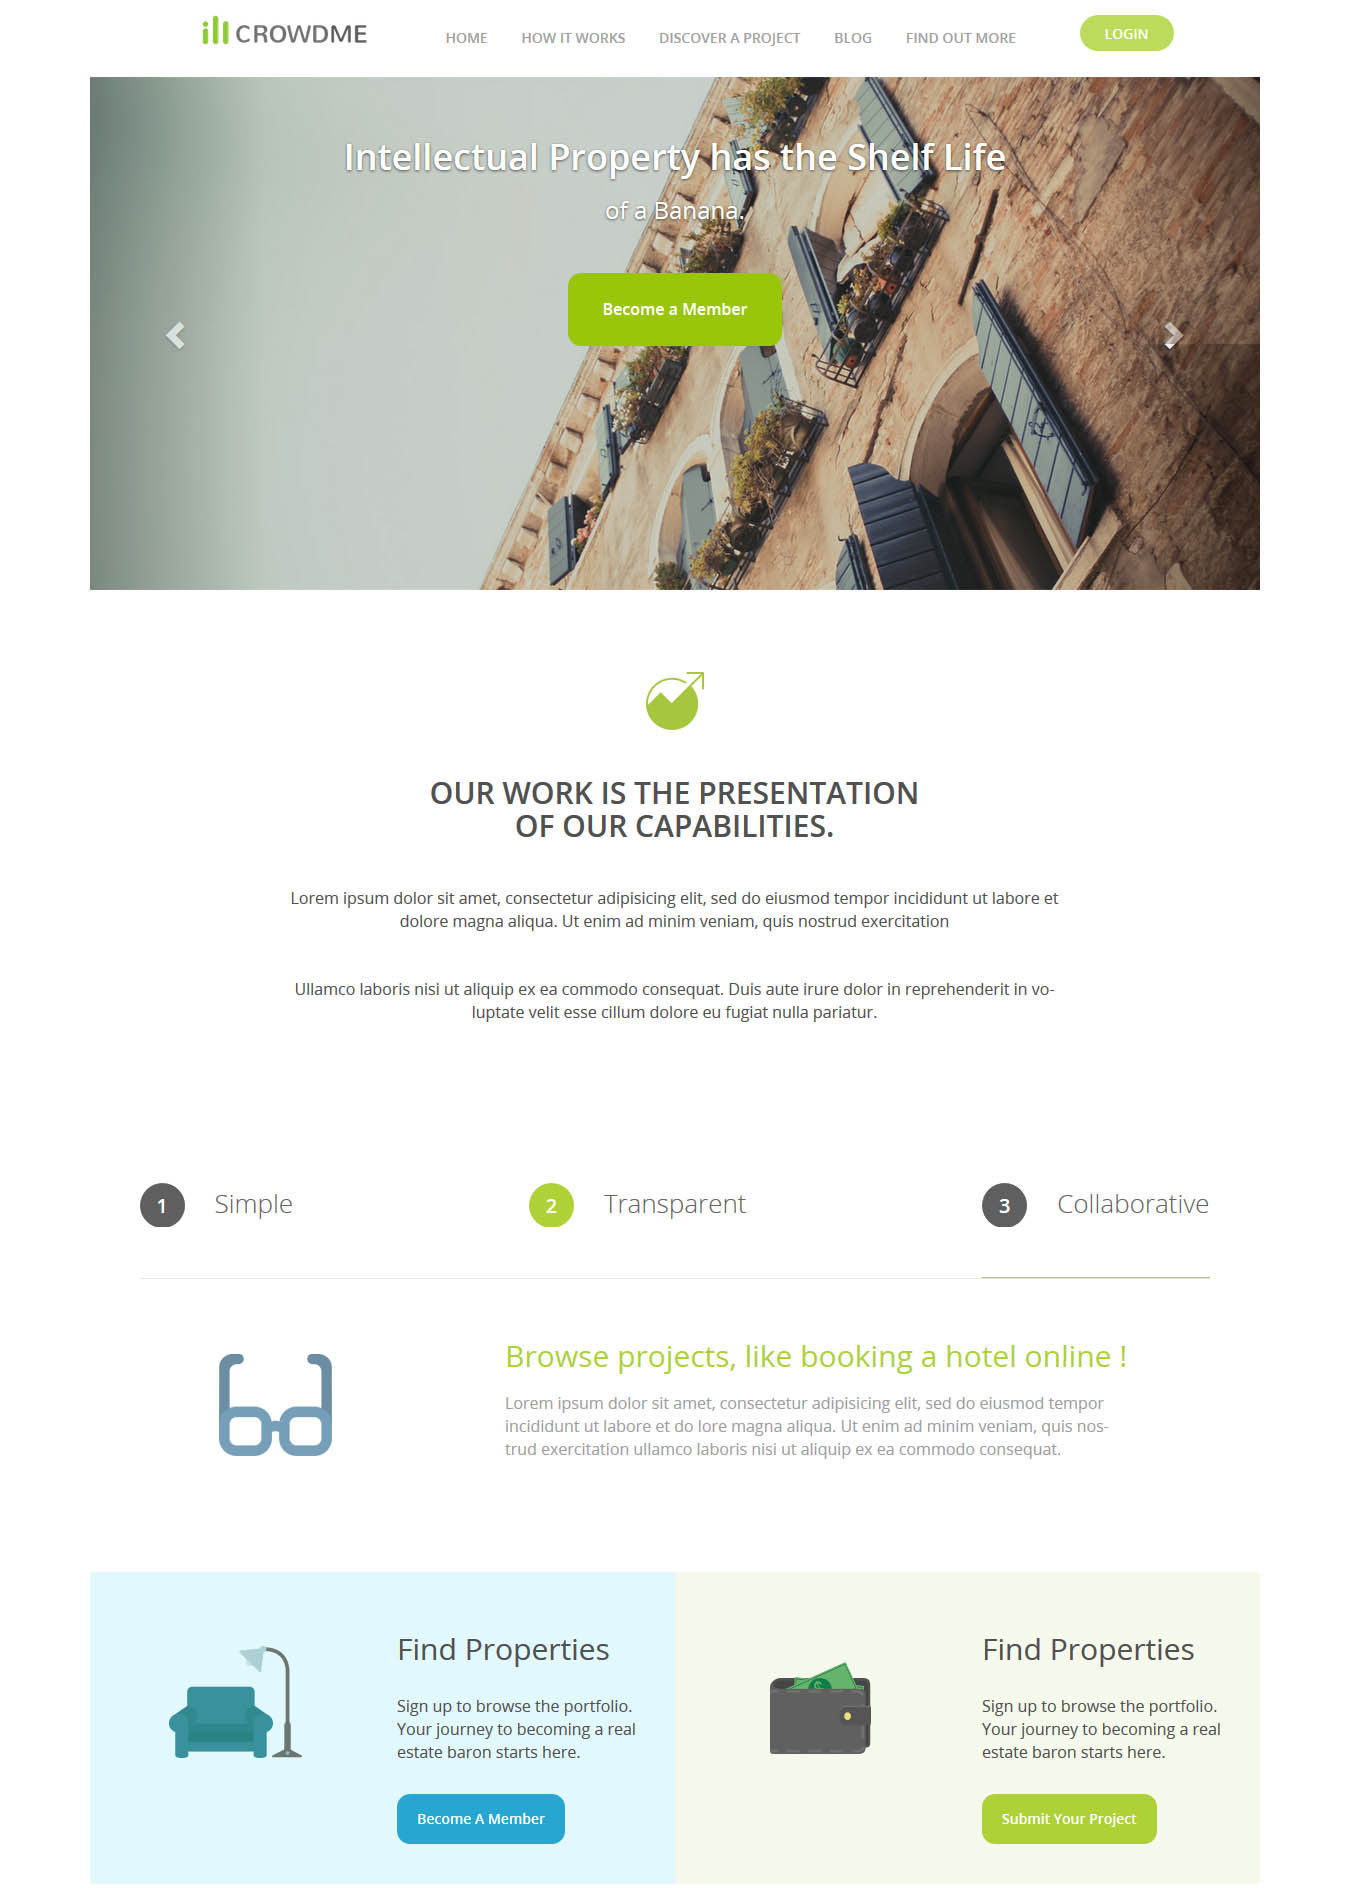 CROWDME
HOME HOW IT WORKS DISCOVER A PROJECT BLOG FIND OUT MORE LOGIN
Intellectual Property has the Shelf Life
of a Banana.
Become a Member
OUR WORK IS THE PRESENTATION
OF OUR CAPABILITIES.
Lorem ipsum dolor sit amet, consectetur adipisicing elit, sed do eiusmod tempor incididunt ut labore et
dolore magna aliqua. Ut enim ad minim veniam, quis nostrud exercitation
Ullamco laboris nisi ut aliquip ex ea commodo consequat. Duis aute irure dolor in reprehenderit in vo-
luptate velit esse cillum dolore eu fugiat nulla pariatur.
1 Simple
2 Transparent
3 Collaborative
Browse projects, like booking a hotel online !
Lorem ipsum dolor sit amet, consectetur adipisicing elit, sed do eiusmod tempor
incididunt ut labore et do lore magna aliqua. Ut enim ad minim veniam, quis nos-
trud exercitation ullamco laboris nisi ut aliquip ex ea commodo consequat.
Find Properties
Sign up to browse the portfolio.
Your journey to becoming a real
estate baron starts here.
Become A Member
Find Properties
Sign up to browse the portfolio.
Your journey to becoming a real
estate baron starts here.
Submit Your Project